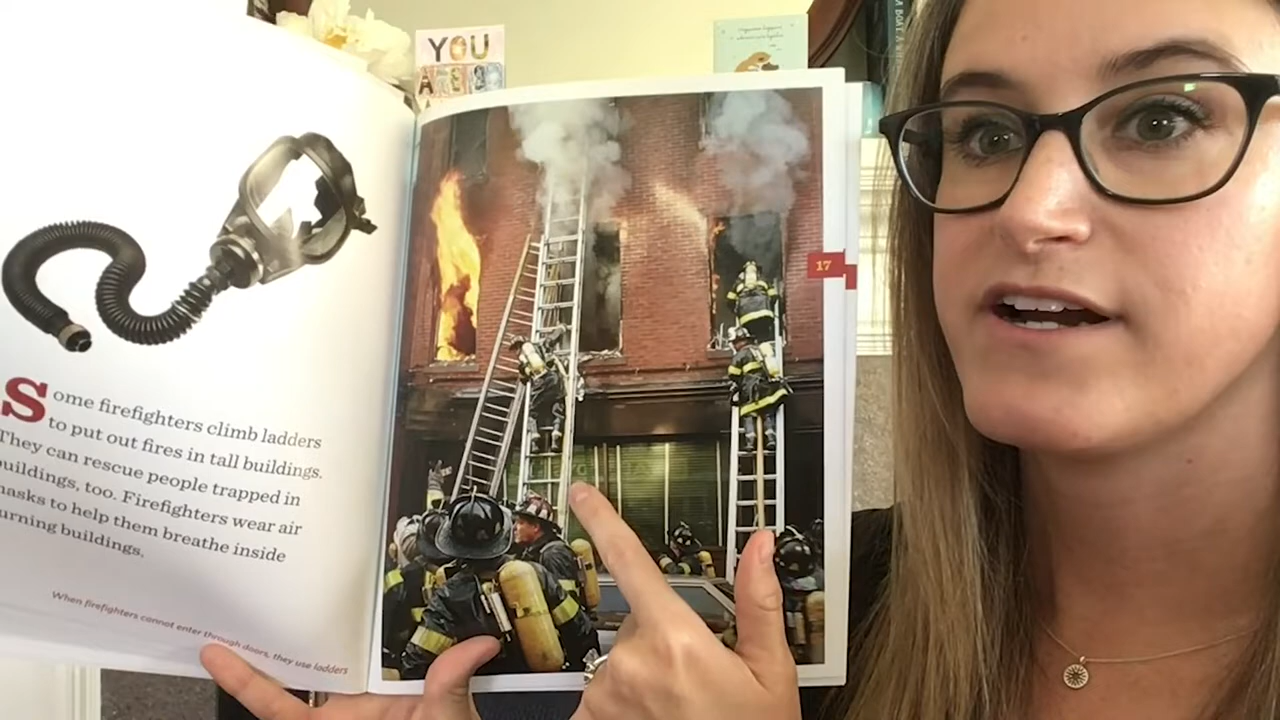 YOU
ARE
17
Some firefighters climb ladders
to put out fires in tall buildings.
They can rescue people trapped in
buildings, too. Firefighters wear air
masks to help them breathe inside
burning buildings.
When firefighters cannot enter through doors, they use ladders